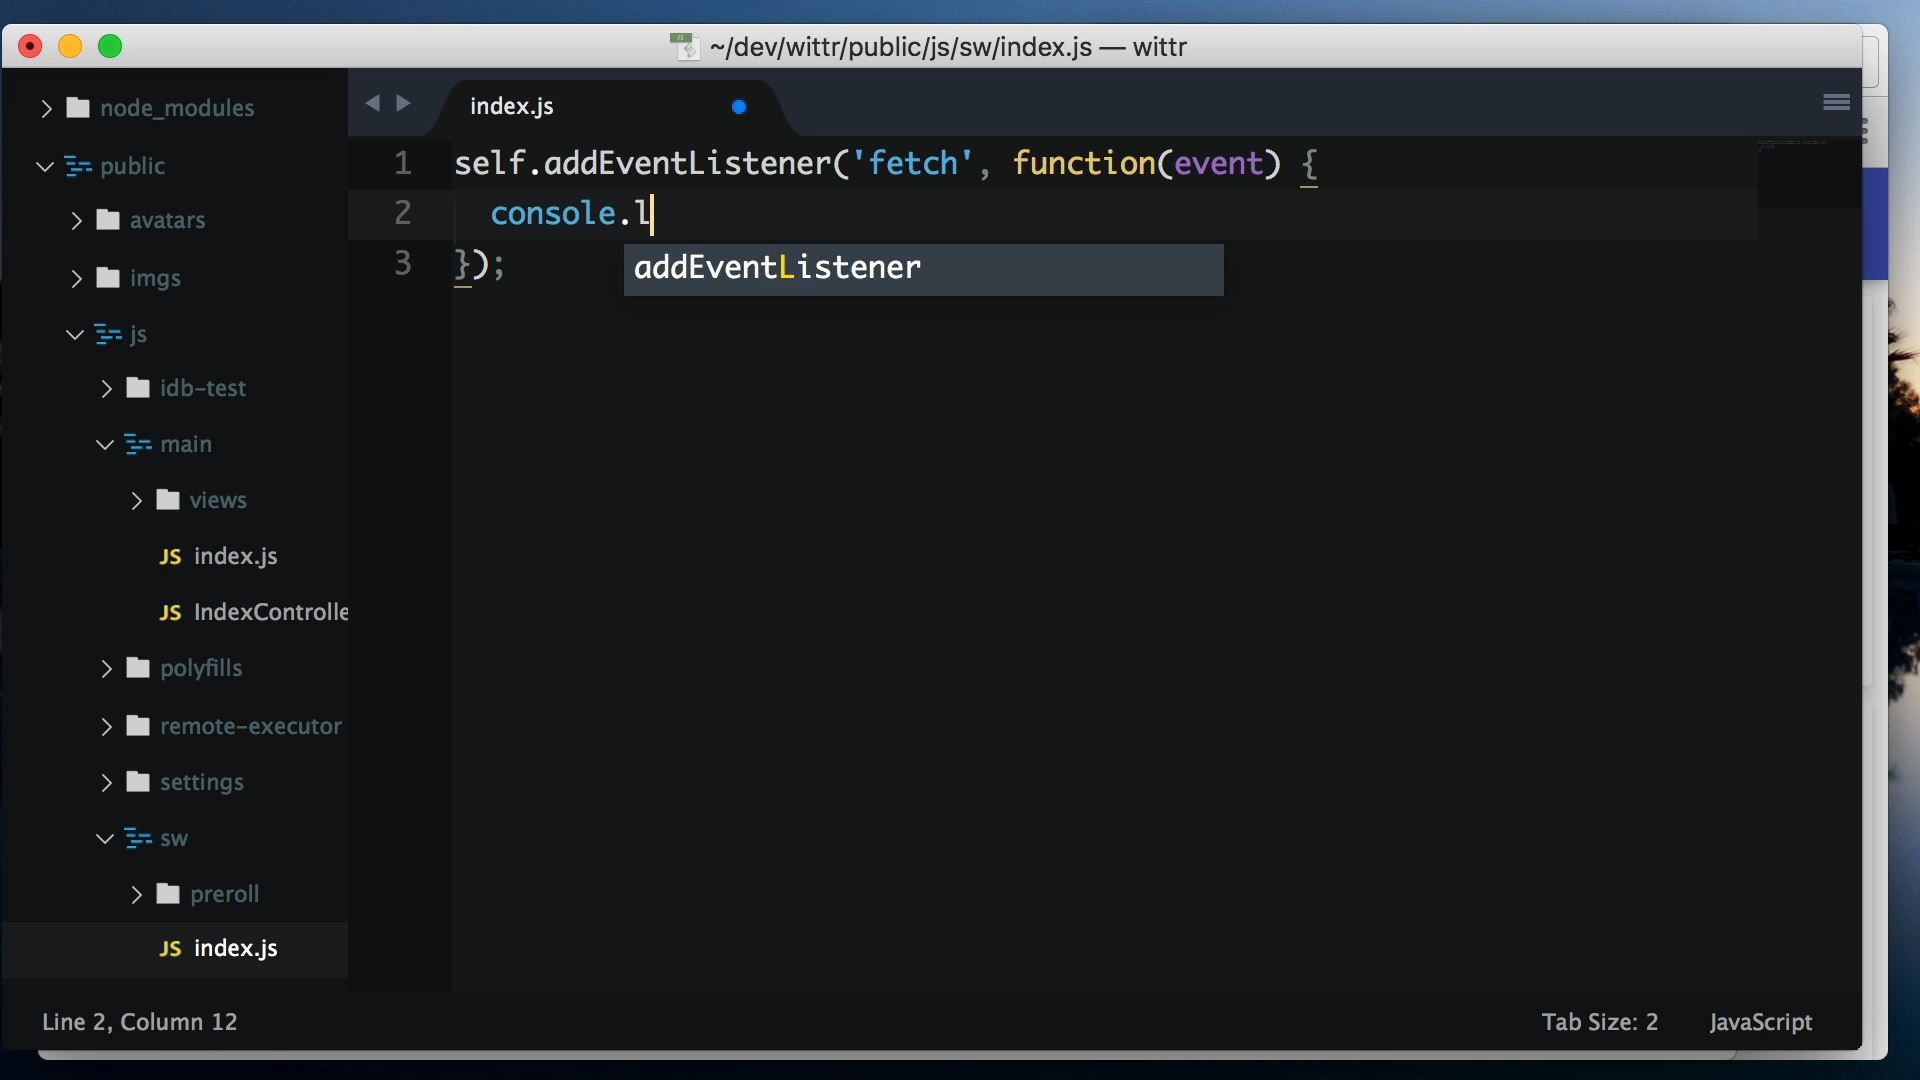 ~/dev/wittr/public/js/sw/index.js — wittr
node_modules
public
avatars
imgs
js
idb-test
main
views
JS index.js
JS IndexControlle
polyfills
remote-executor
settings
sw
preroll
JS index.js
index.js
1 self.addEventListener('fetch', function(event) {
2 console.l
3 });
addEventListener
Line 2, Column 12
Tab Size: 2
JavaScript